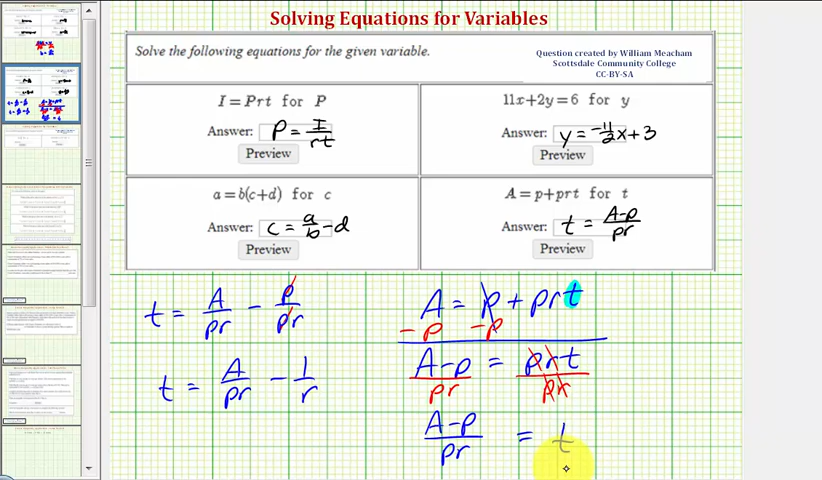 Solving Equations for Variables
Solve the following equations for the given variable.
Question created by William Meacham
Scottsdale Community College
CC-BY-SA
I = Prt for P
Answer: P = I/rt
Preview
11x+2y=6 for y
Answer: y = -11/2x+3
Preview
a=b(c+d) for c
Answer: c = a/b - d
Preview
A = p+prt for t
Answer: t = A-p/pr
Preview
t = A/pr - p/pr
t = A/pr - 1/r
A = p + prt
-p -p
A-p/pr = prt/pr
A-p/pr = t